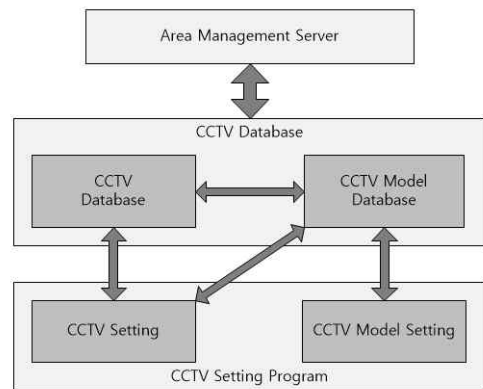 Area Management Server
CCTV Database
CCTV
Database
CCTV Model
Database
CCTV Setting
CCTV Model Setting
CCTV Setting Program